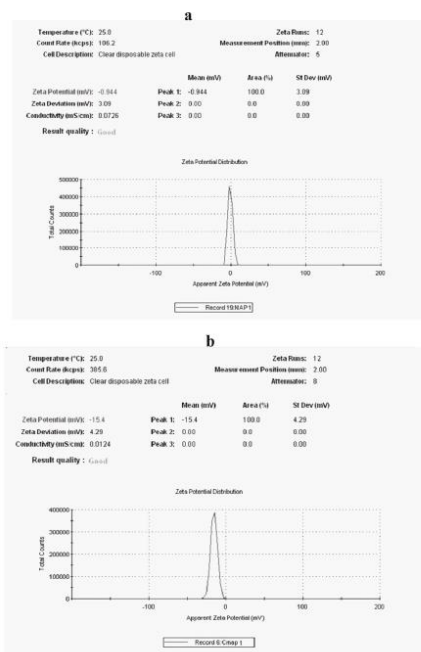 a
Temperature (°C): 25.0 Zeta Runs: 12
Count Rate (kcps): 106.2 Measurement Position (mm): 2.00
Cell Description: Clear disposable zeta cell Attenuator: 5
Mean (mV) Area (%) St Dev (mV)
Zeta Potential (mV): -0.944 Peak 1: -0.944 100.0 3.09
Zeta Deviation (mV): 3.09 Peak 2: 0.00 0.0 0.00
Conductivity (mS/cm): 0.0726 Peak 3: 0.00 0.0 0.00
Result quality : Good
Zeta Potential Distribution
Total Counts
500000
400000
300000
200000
100000
0
-100 0 100 200
Apparent Zeta Potential (mV)
Record 19:NAP 1
b
Temperature (°C): 25.0 Zeta Runs: 12
Count Rate (kcps): 305.6 Measurement Position (mm): 2.00
Cell Description: Clear disposable zeta cell Attenuator: 8
Mean (mV) Area (%) St Dev (mV)
Zeta Potential (mV): -15.4 Peak 1: -15.4 100.0 4.29
Zeta Deviation (mV): 4.29 Peak 2: 0.00 0.0 0.00
Conductivity (mS/cm): 0.0124 Peak 3: 0.00 0.0 0.00
Result quality : Good
Zeta Potential Distribution
Total Counts
400000
300000
200000
100000
0
-100 0 100 200
Apparent Zeta Potential (mV)
Record 6: Cmap 1